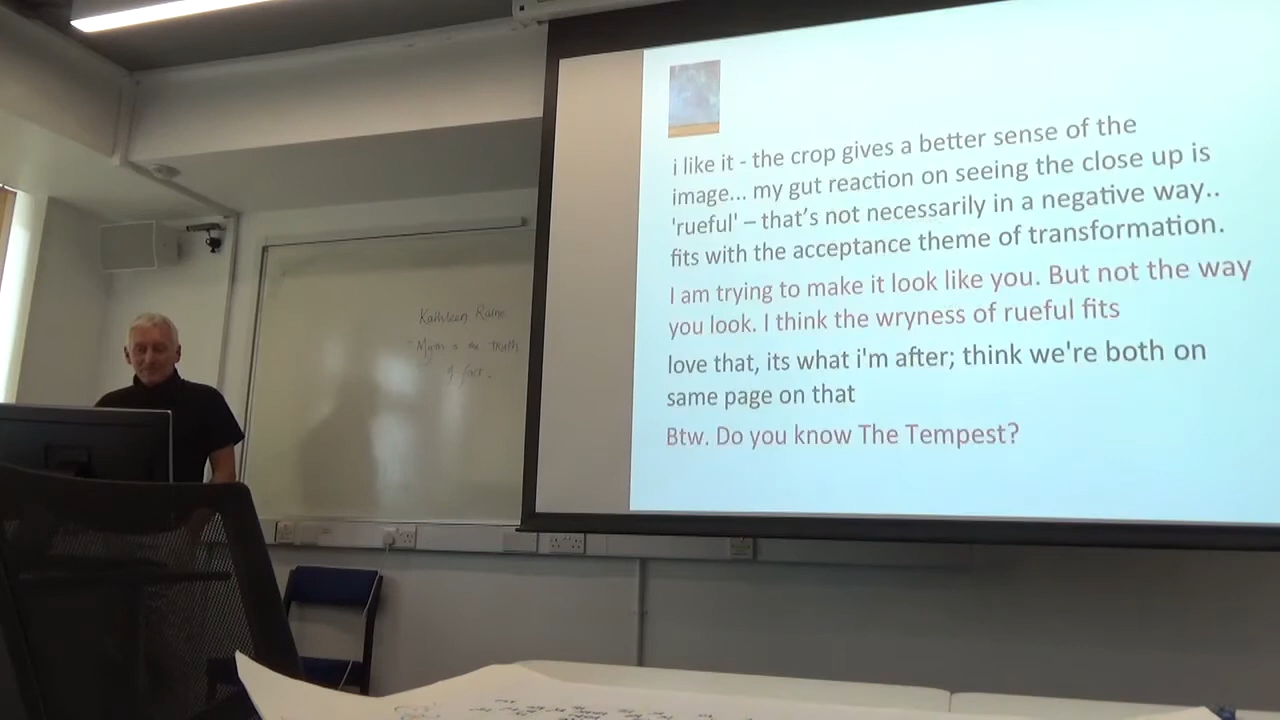 i like it - the crop gives a better sense of the
image... my gut reaction on seeing the close up is
'rueful' – that's not necessarily in a negative way..
fits with the acceptance theme of transformation.
I am trying to make it look like you. But not the way
you look. I think the wryness of rueful fits
love that, its what i'm after; think we're both on
same page on that
Btw. Do you know The Tempest?
Kathleen Raine
"Myth is the truth
of fact.